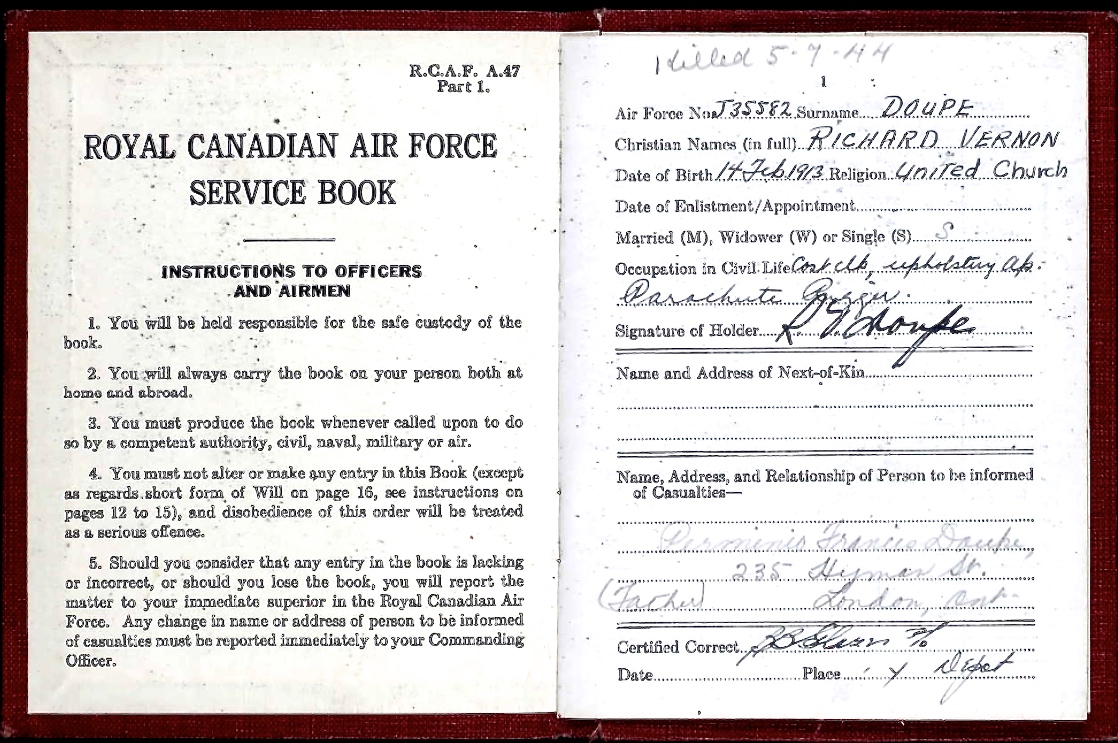 R.C.A.F. A.47
Part 1.
ROYAL CANADIAN AIR FORCE
SERVICE BOOK
INSTRUCTIONS TO OFFICERS
AND AIRMEN
1. You will be held responsible for the safe custody of the
book.
2. You will always carry the book on your person both at
home and abroad.
3. You must produce the book whenever called upon to do
so by a competent authority, civil, naval, military or air.
4. You must not alter or make any entry in this Book (except
as regards short form of Will on page 16, see instructions on
pages 12 to 15), and disobedience of this order will be treated
as a serious offence.
5. Should you consider that any entry in the book is lacking
or incorrect, or should you lose the book, you will report the
matter to your immediate superior in the Royal Canadian Air
Force. Any change in name or address of person to be informed
of casualties must be reported immediately to your Commanding
Officer.
Killed 5-7-44
1
Air Force No. J35582 Surname DOUPE
Christian Names (in full) RICHARD VERNON
Date of Birth 14 Feb 1913 Religion United Church
Date of Enlistment/Appointment
Married (M), Widower (W) or Single (S) S
Occupation in Civil Life Cost clk, upholstery
Parachute Rigger.
Signature of Holder R V Doupe
Name and Address of Next-of-Kin
Name, Address, and Relationship of Person to be informed
of Casualties—
Francis Doupe,
235 Hyman St.
(Father) London, Ont.
Certified Correct
Date Place Y Depot